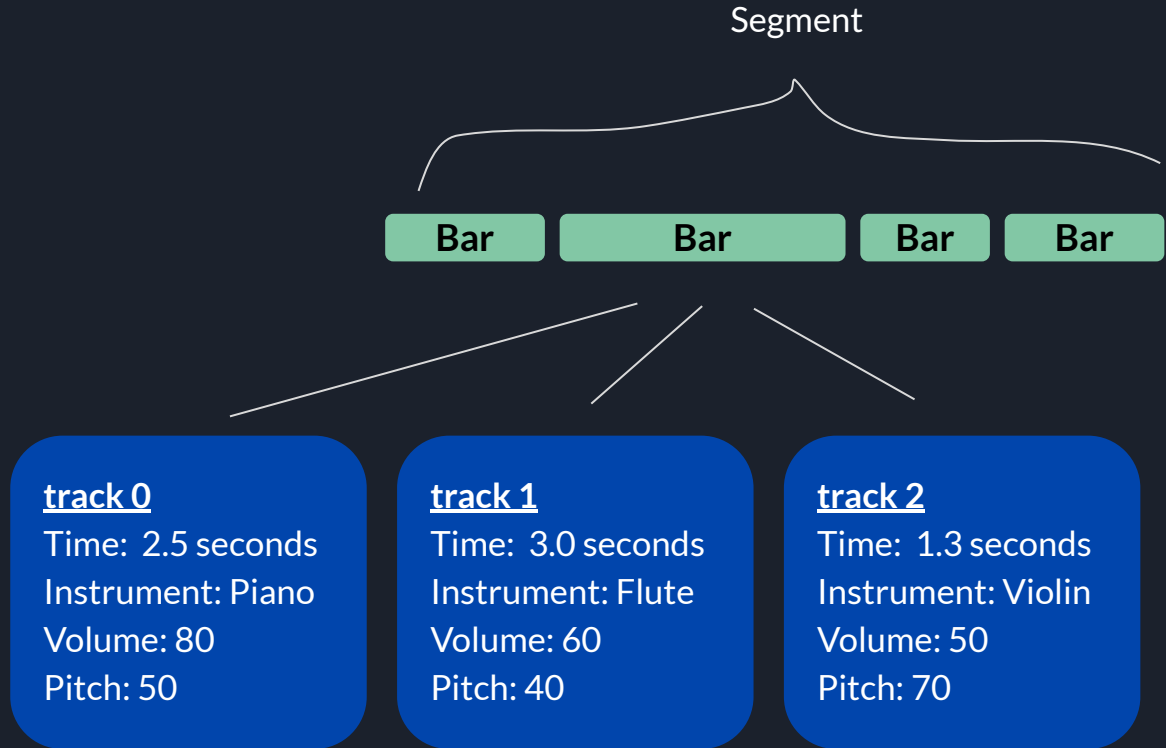 Segment
Bar Bar Bar Bar
track 0
Time: 2.5 seconds
Instrument: Piano
Volume: 80
Pitch: 50
track 1
Time: 3.0 seconds
Instrument: Flute
Volume: 60
Pitch: 40
track 2
Time: 1.3 seconds
Instrument: Violin
Volume: 50
Pitch: 70